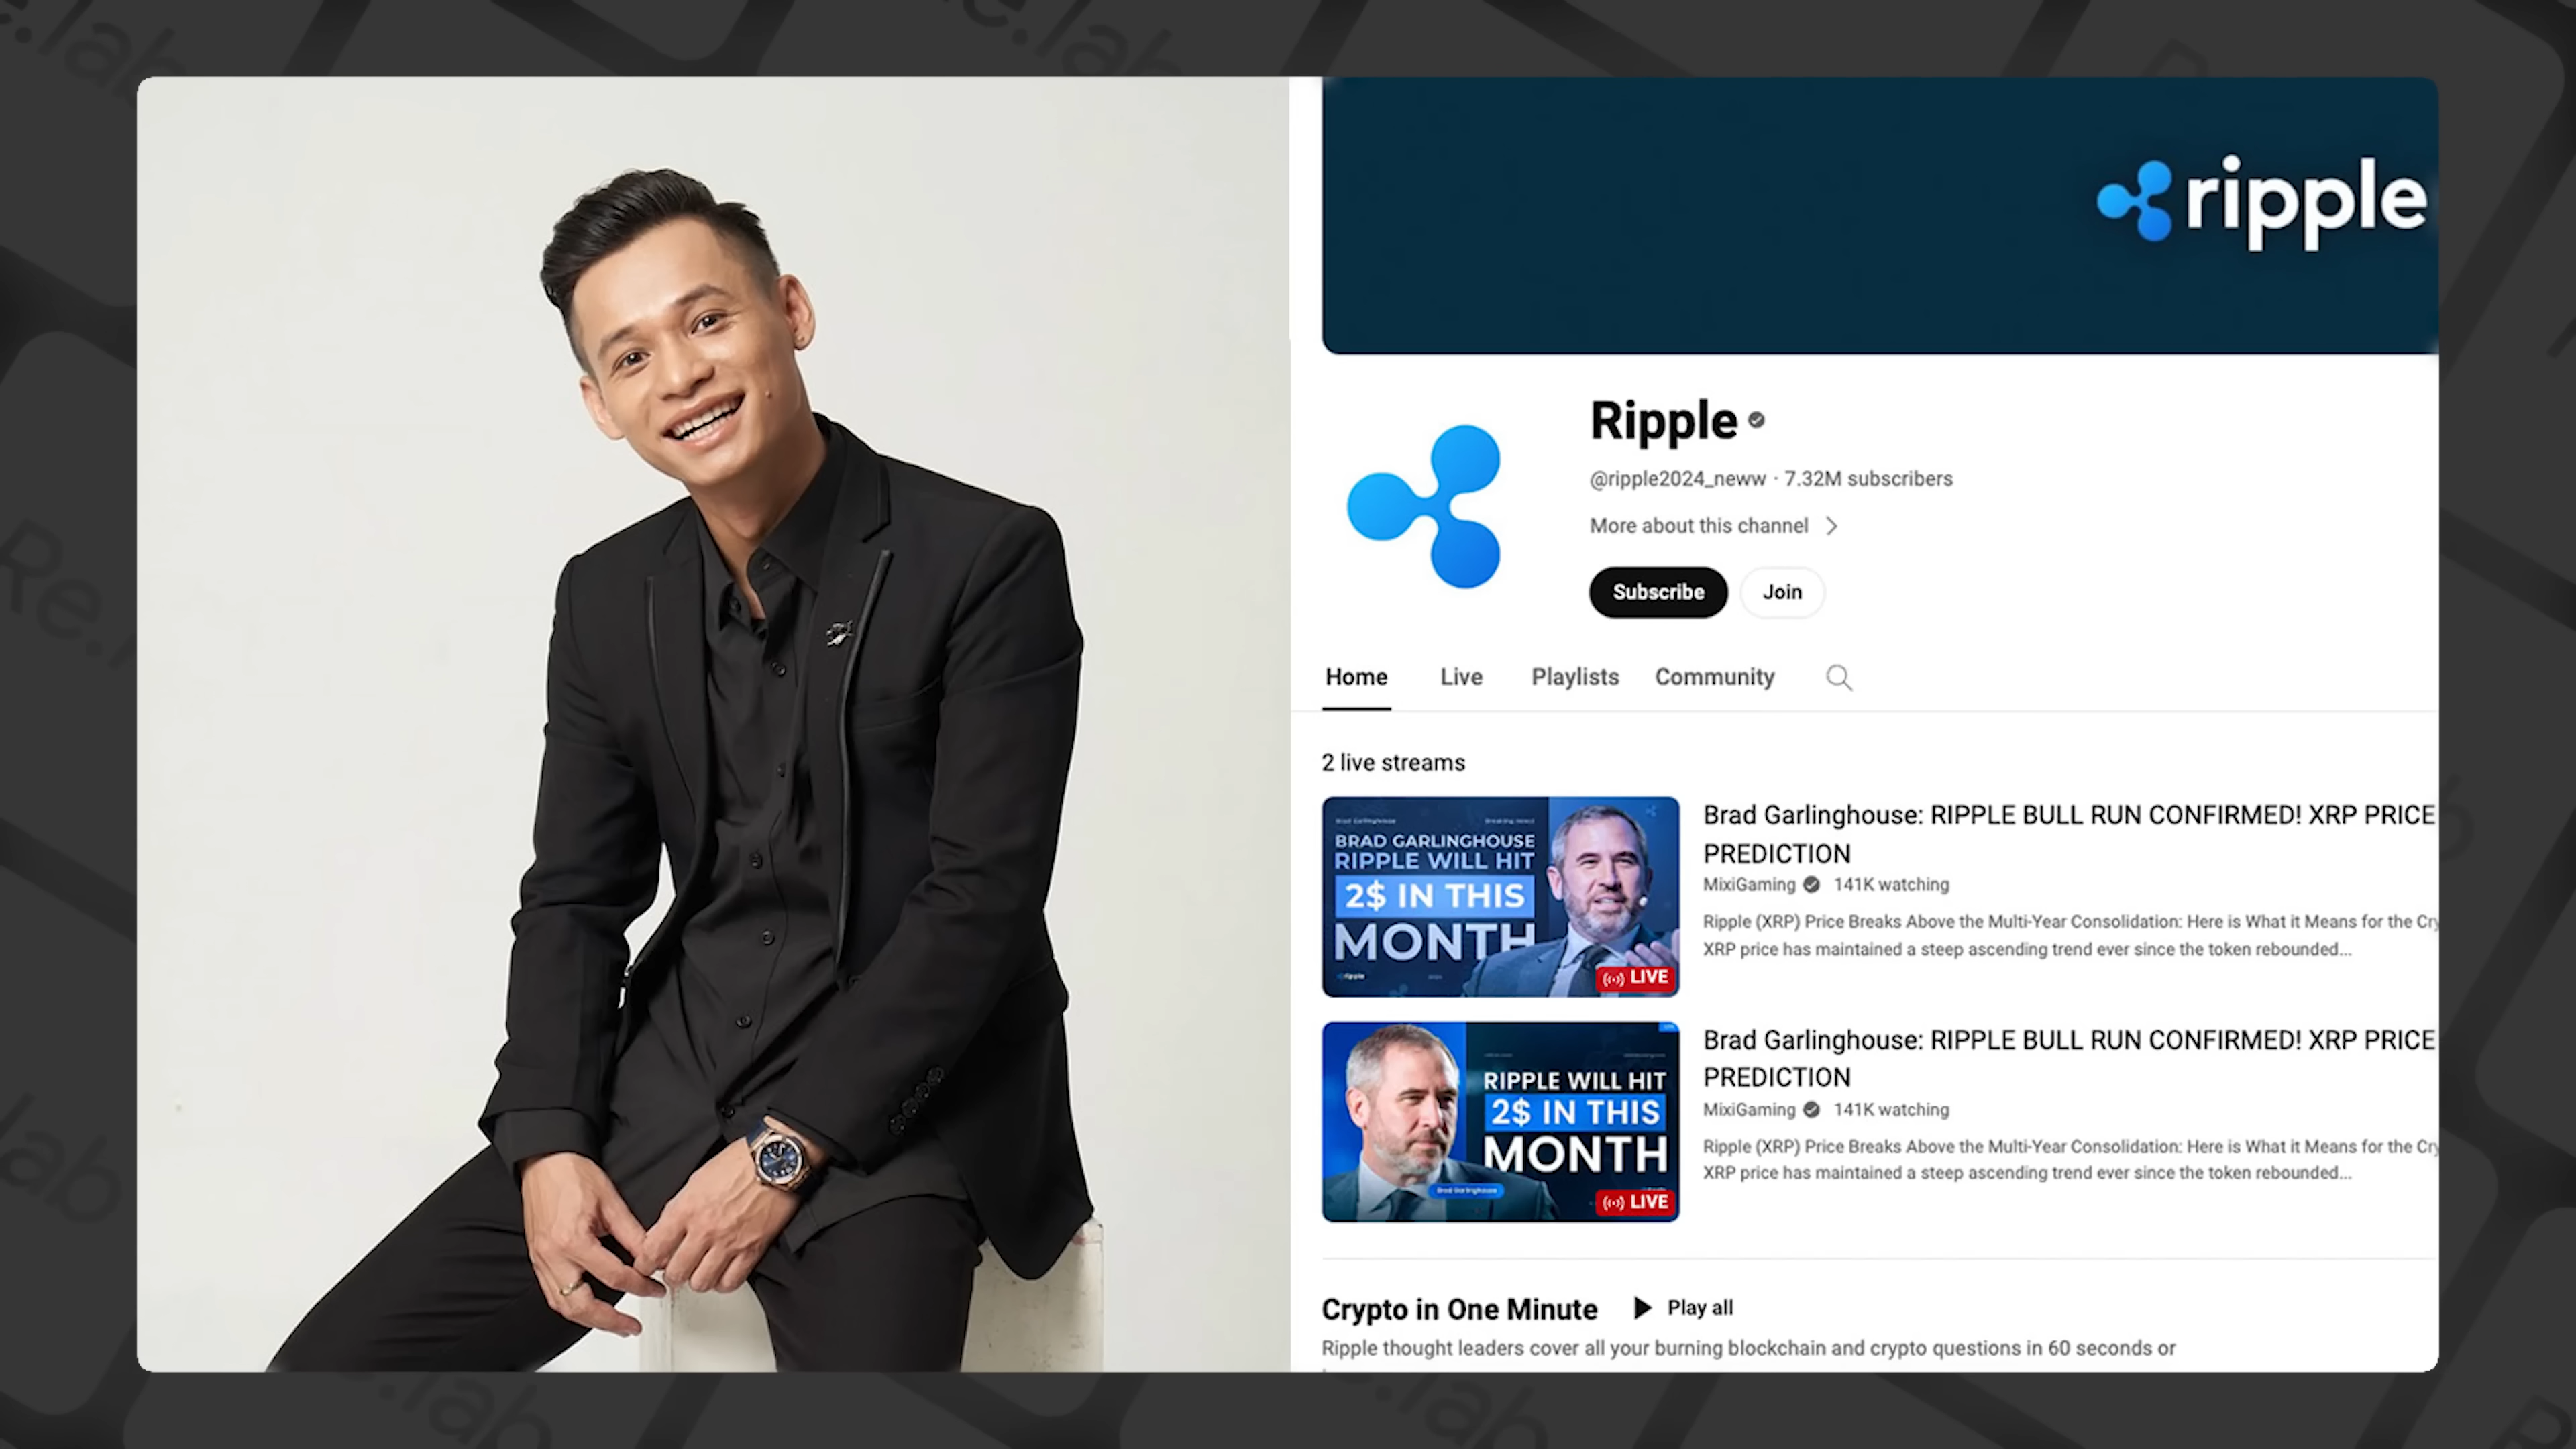 ripple
Ripple
@ripple2024_neww · 7.32M subscribers
More about this channel
Subscribe
Join
Home
Live
Playlists
Community
2 live streams
Brad Garlinghouse
BRAD GARLINGHOUSE
RIPPLE WILL HIT
2$ IN THIS
MONTH
ripple
LIVE
Brad Garlinghouse: RIPPLE BULL RUN CONFIRMED! XRP PRICE
PREDICTION
MixiGaming 141K watching
Ripple (XRP) Price Breaks Above the Multi-Year Consolidation: Here is What it Means for the
XRP price has maintained a steep ascending trend ever since the token rebounded...
RIPPLE WILL HIT
2$ IN THIS
MONTH
Brad Garlinghouse
LIVE
Brad Garlinghouse: RIPPLE BULL RUN CONFIRMED! XRP PRICE
PREDICTION
MixiGaming 141K watching
Ripple (XRP) Price Breaks Above the Multi-Year Consolidation: Here is What it Means for the
XRP price has maintained a steep ascending trend ever since the token rebounded...
Crypto in One Minute
Play all
Ripple thought leaders cover all your burning blockchain and crypto questions in 60 seconds or